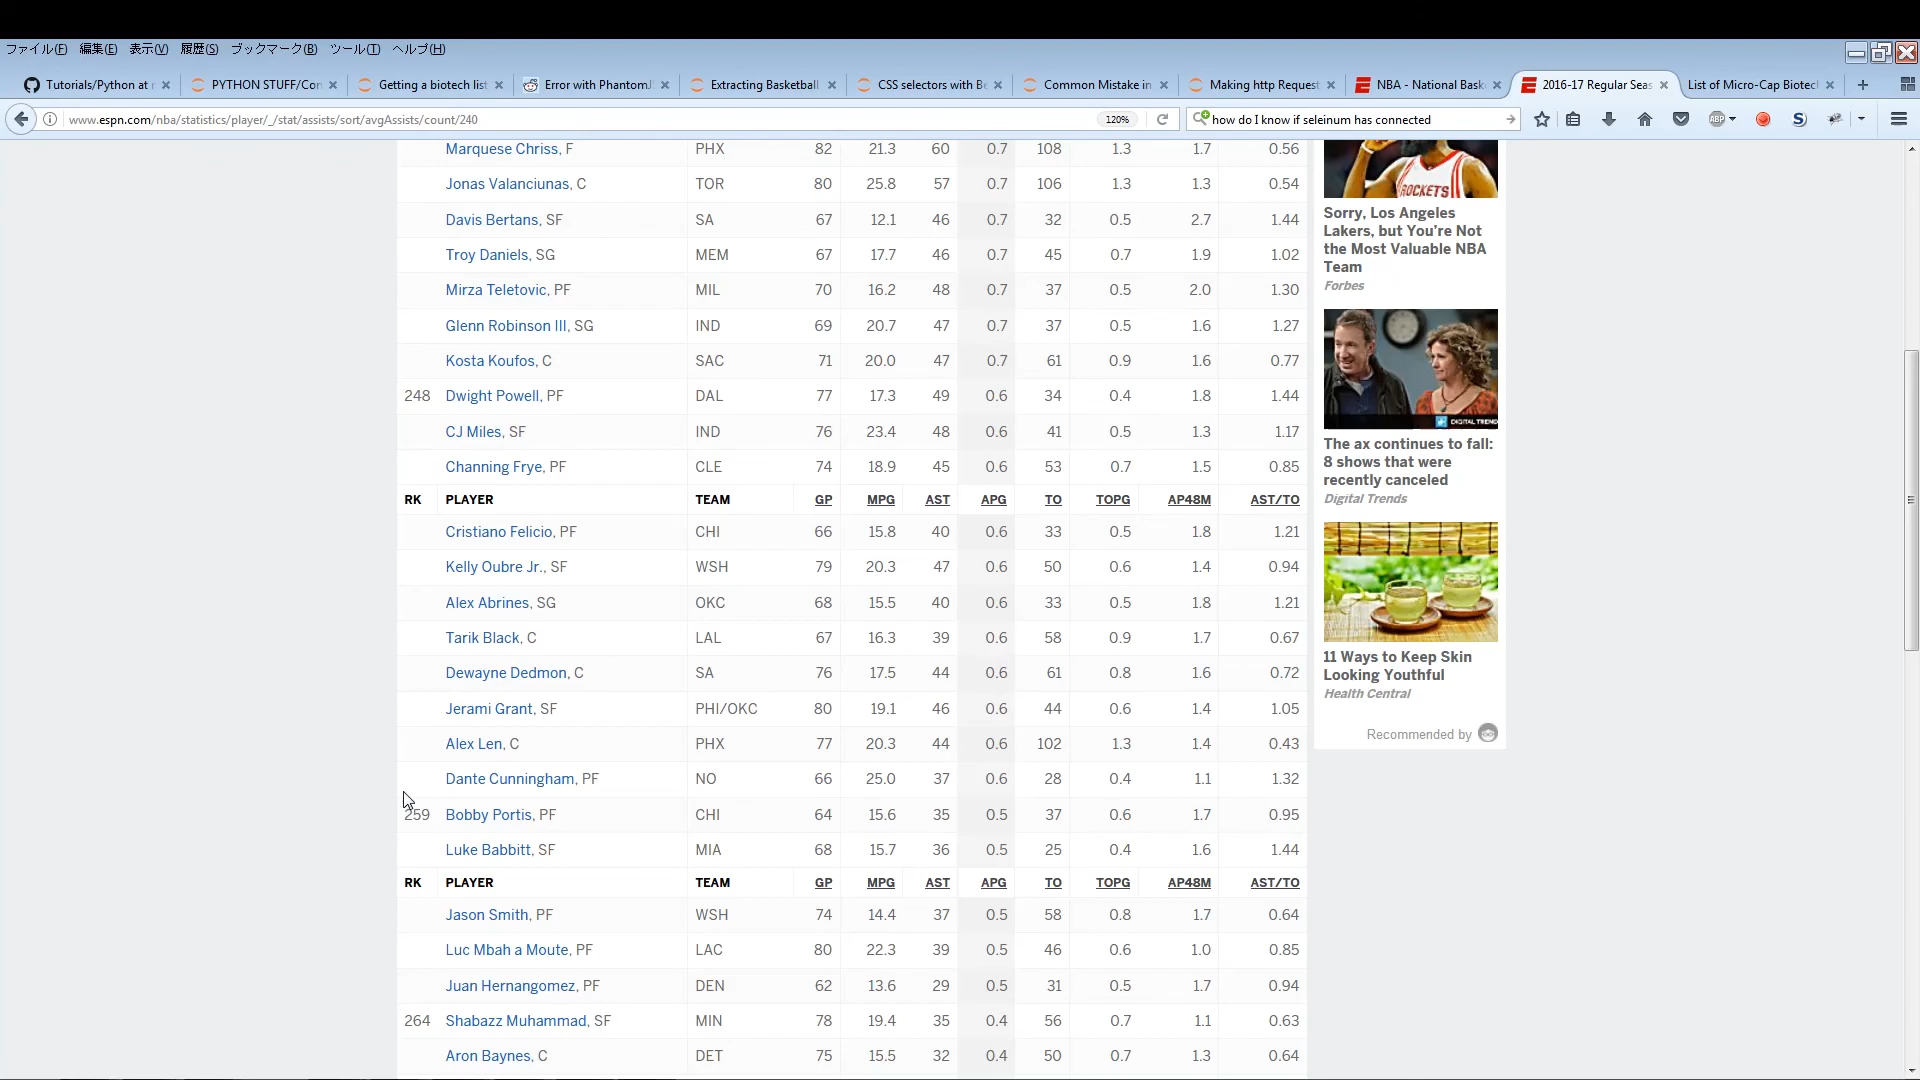 ファイル(F) 編集(E) 表示(V) 履歴(S) ブックマーク(B) ツール(T) ヘルプ(H)
Tutorials/Python at PYTHON STUFF/Con Getting a biotech list Error with PhantomJ Extracting Basketball CSS selectors with Be Common Mistake in Making http Request NBA - National Bask 2016-17 Regular Seas List of Micro-Cap Biotec
www.espn.com/nba/statistics/player/_/stat/assists/sort/avgAssists/count/240 120% how do I know if seleinum has connected ABP S
Marquese Chriss, F PHX 82 21.3 60 0.7 108 1.3 1.7 0.56
Jonas Valanciunas, C TOR 80 25.8 57 0.7 106 1.3 1.3 0.54
Davis Bertans, SF SA 67 12.1 46 0.7 32 0.5 2.7 1.44
Troy Daniels, SG MEM 67 17.7 46 0.7 45 0.7 1.9 1.02
Mirza Teletovic, PF MIL 70 16.2 48 0.7 37 0.5 2.0 1.30
Glenn Robinson III, SG IND 69 20.7 47 0.7 37 0.5 1.6 1.27
Kosta Koufos, C SAC 71 20.0 47 0.7 61 0.9 1.6 0.77
248 Dwight Powell, PF DAL 77 17.3 49 0.6 34 0.4 1.8 1.44
CJ Miles, SF IND 76 23.4 48 0.6 41 0.5 1.3 1.17
Channing Frye, PF CLE 74 18.9 45 0.6 53 0.7 1.5 0.85
RK PLAYER TEAM GP MPG AST APG TO TOPG AP48M AST/TO
Cristiano Felicio, PF CHI 66 15.8 40 0.6 33 0.5 1.8 1.21
Kelly Oubre Jr., SF WSH 79 20.3 47 0.6 50 0.6 1.4 0.94
Alex Abrines, SG OKC 68 15.5 40 0.6 33 0.5 1.8 1.21
Tarik Black, C LAL 67 16.3 39 0.6 58 0.9 1.7 0.67
Dewayne Dedmon, C SA 76 17.5 44 0.6 61 0.8 1.6 0.72
Jerami Grant, SF PHI/OKC 80 19.1 46 0.6 44 0.6 1.4 1.05
Alex Len, C PHX 77 20.3 44 0.6 102 1.3 1.4 0.43
Dante Cunningham, PF NO 66 25.0 37 0.6 28 0.4 1.1 1.32
259 Bobby Portis, PF CHI 64 15.6 35 0.5 37 0.6 1.7 0.95
Luke Babbitt, SF MIA 68 15.7 36 0.5 25 0.4 1.6 1.44
RK PLAYER TEAM GP MPG AST APG TO TOPG AP48M AST/TO
Jason Smith, PF WSH 74 14.4 37 0.5 58 0.8 1.7 0.64
Luc Mbah a Moute, PF LAC 80 22.3 39 0.5 46 0.6 1.0 0.85
Juan Hernangomez, PF DEN 62 13.6 29 0.5 31 0.5 1.7 0.94
264 Shabazz Muhammad, SF MIN 78 19.4 35 0.4 56 0.7 1.1 0.63
Aron Baynes, C DET 75 15.5 32 0.4 50 0.7 1.3 0.64
ROCKETS
Sorry, Los Angeles
Lakers, but You're Not
the Most Valuable NBA
Team
Forbes
DIGITAL TREND
The ax continues to fall:
8 shows that were
recently canceled
Digital Trends
11 Ways to Keep Skin
Looking Youthful
Health Central
Recommended by